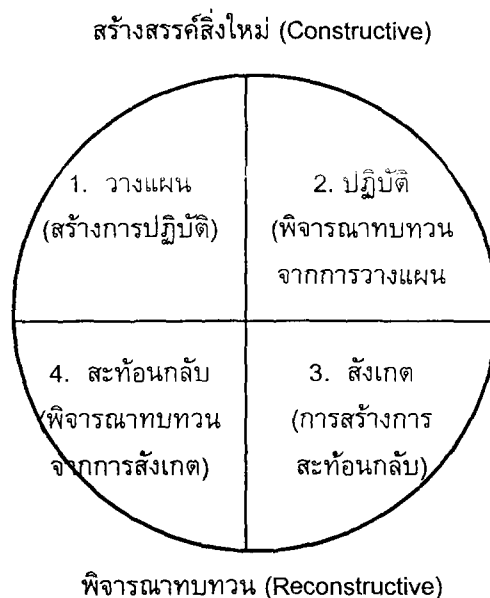 สร้างสรรค์สิ่งใหม่ (Constructive)
1. วางแผน
(สร้างการปฏิบัติ)
2. ปฏิบัติ
(พิจารณาทบทวน
จากการวางแผน
4. สะท้อนกลับ
(พิจารณาทบทวน
จากการสังเกต)
3. สังเกต
(การสร้างการ
สะท้อนกลับ)
พิจารณาทบทวน (Reconstructive)